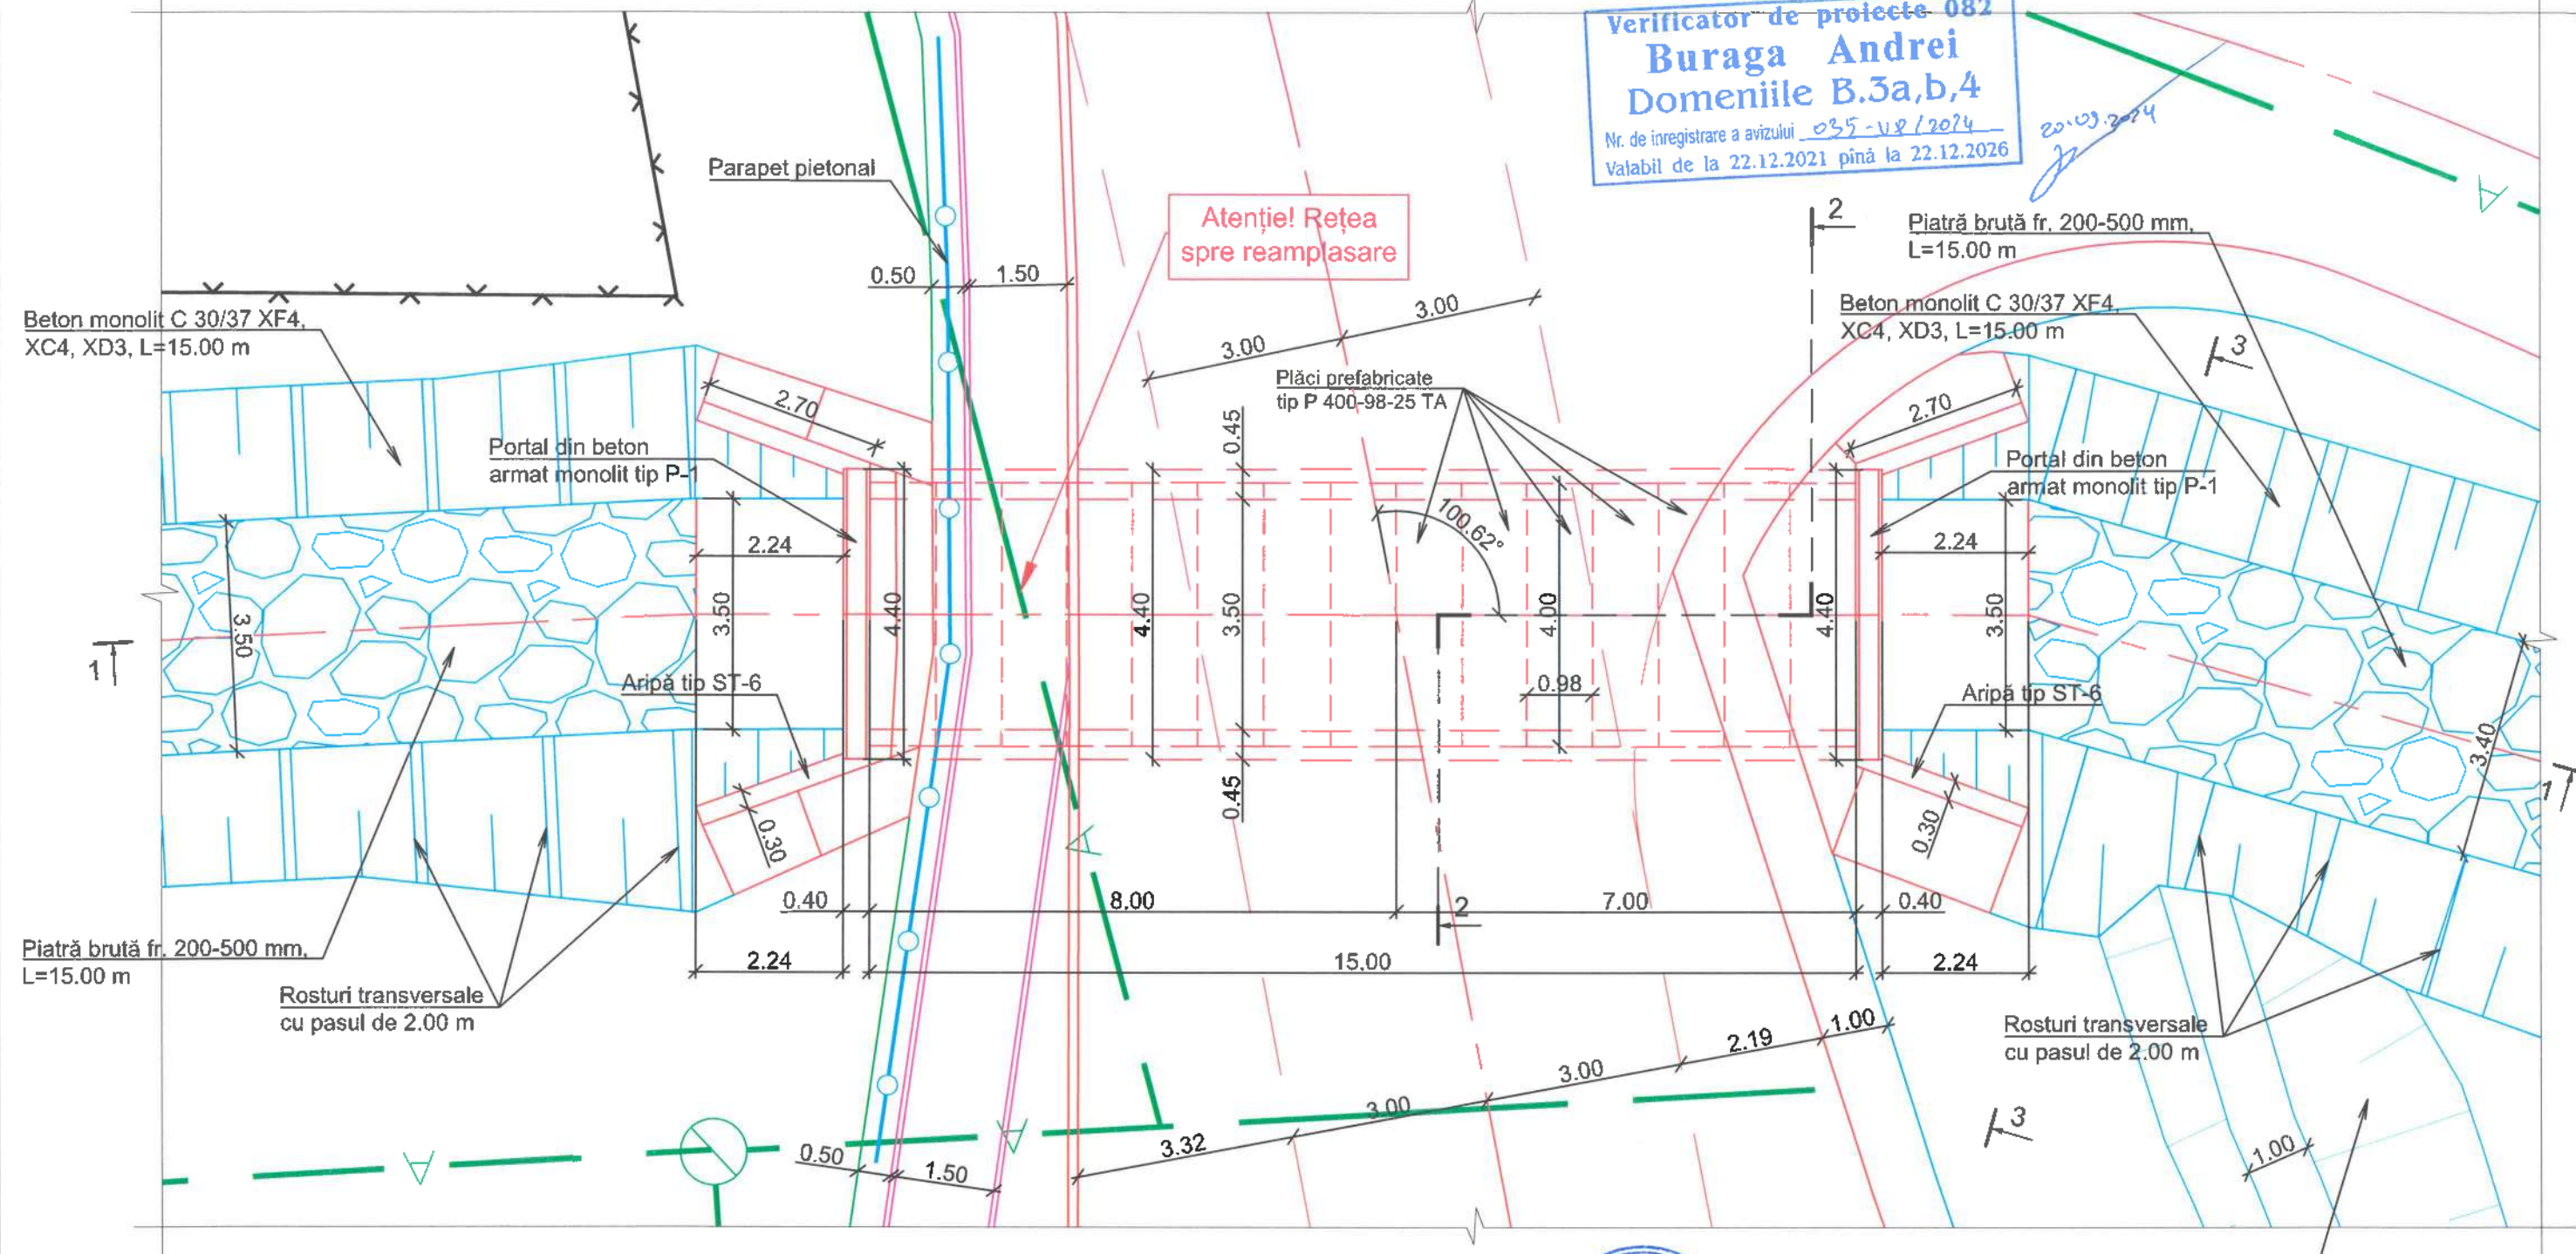 Verificator de proiecte 082
Buraga Andrei
Domeniile B.3a,b,4
Nr. de inregistrare a avizului 035-VP/2024
Valabil de la 22.12.2021 pînă la 22.12.2026
20.09.2024
Parapet pietonal
Atenție! Rețea
spre reamplasare
2
Piatră brută fr. 200-500 mm,
L=15.00 m
0.50
1.50
3.00
3.00
Beton monolit C 30/37 XF4,
XC4, XD3, L=15.00 m
Beton monolit C 30/37 XF4,
XC4, XD3, L=15.00 m
3
Plăci prefabricate
tip P 400-98-25 TA
2.70
0.45
2.70
Portal din beton
armat monolit tip P-1
Portal din beton
armat monolit tip P-1
100.62°
2.24
2.24
3.50
3.50
4.40
4.40
3.50
4.00
4.40
3.50
1
Aripă tip ST-6
0.98
Aripă tip ST-6
3.40
1
0.45
0.30
0.30
0.40
8.00
2
7.00
0.40
Piatră brută fr. 200-500 mm,
L=15.00 m
2.24
15.00
2.24
Rosturi transversale
cu pasul de 2.00 m
Rosturi transversale
cu pasul de 2.00 m
1.00
2.19
3.00
3.00
3.32
3
0.50
1.50
1.00
A
A
A
A